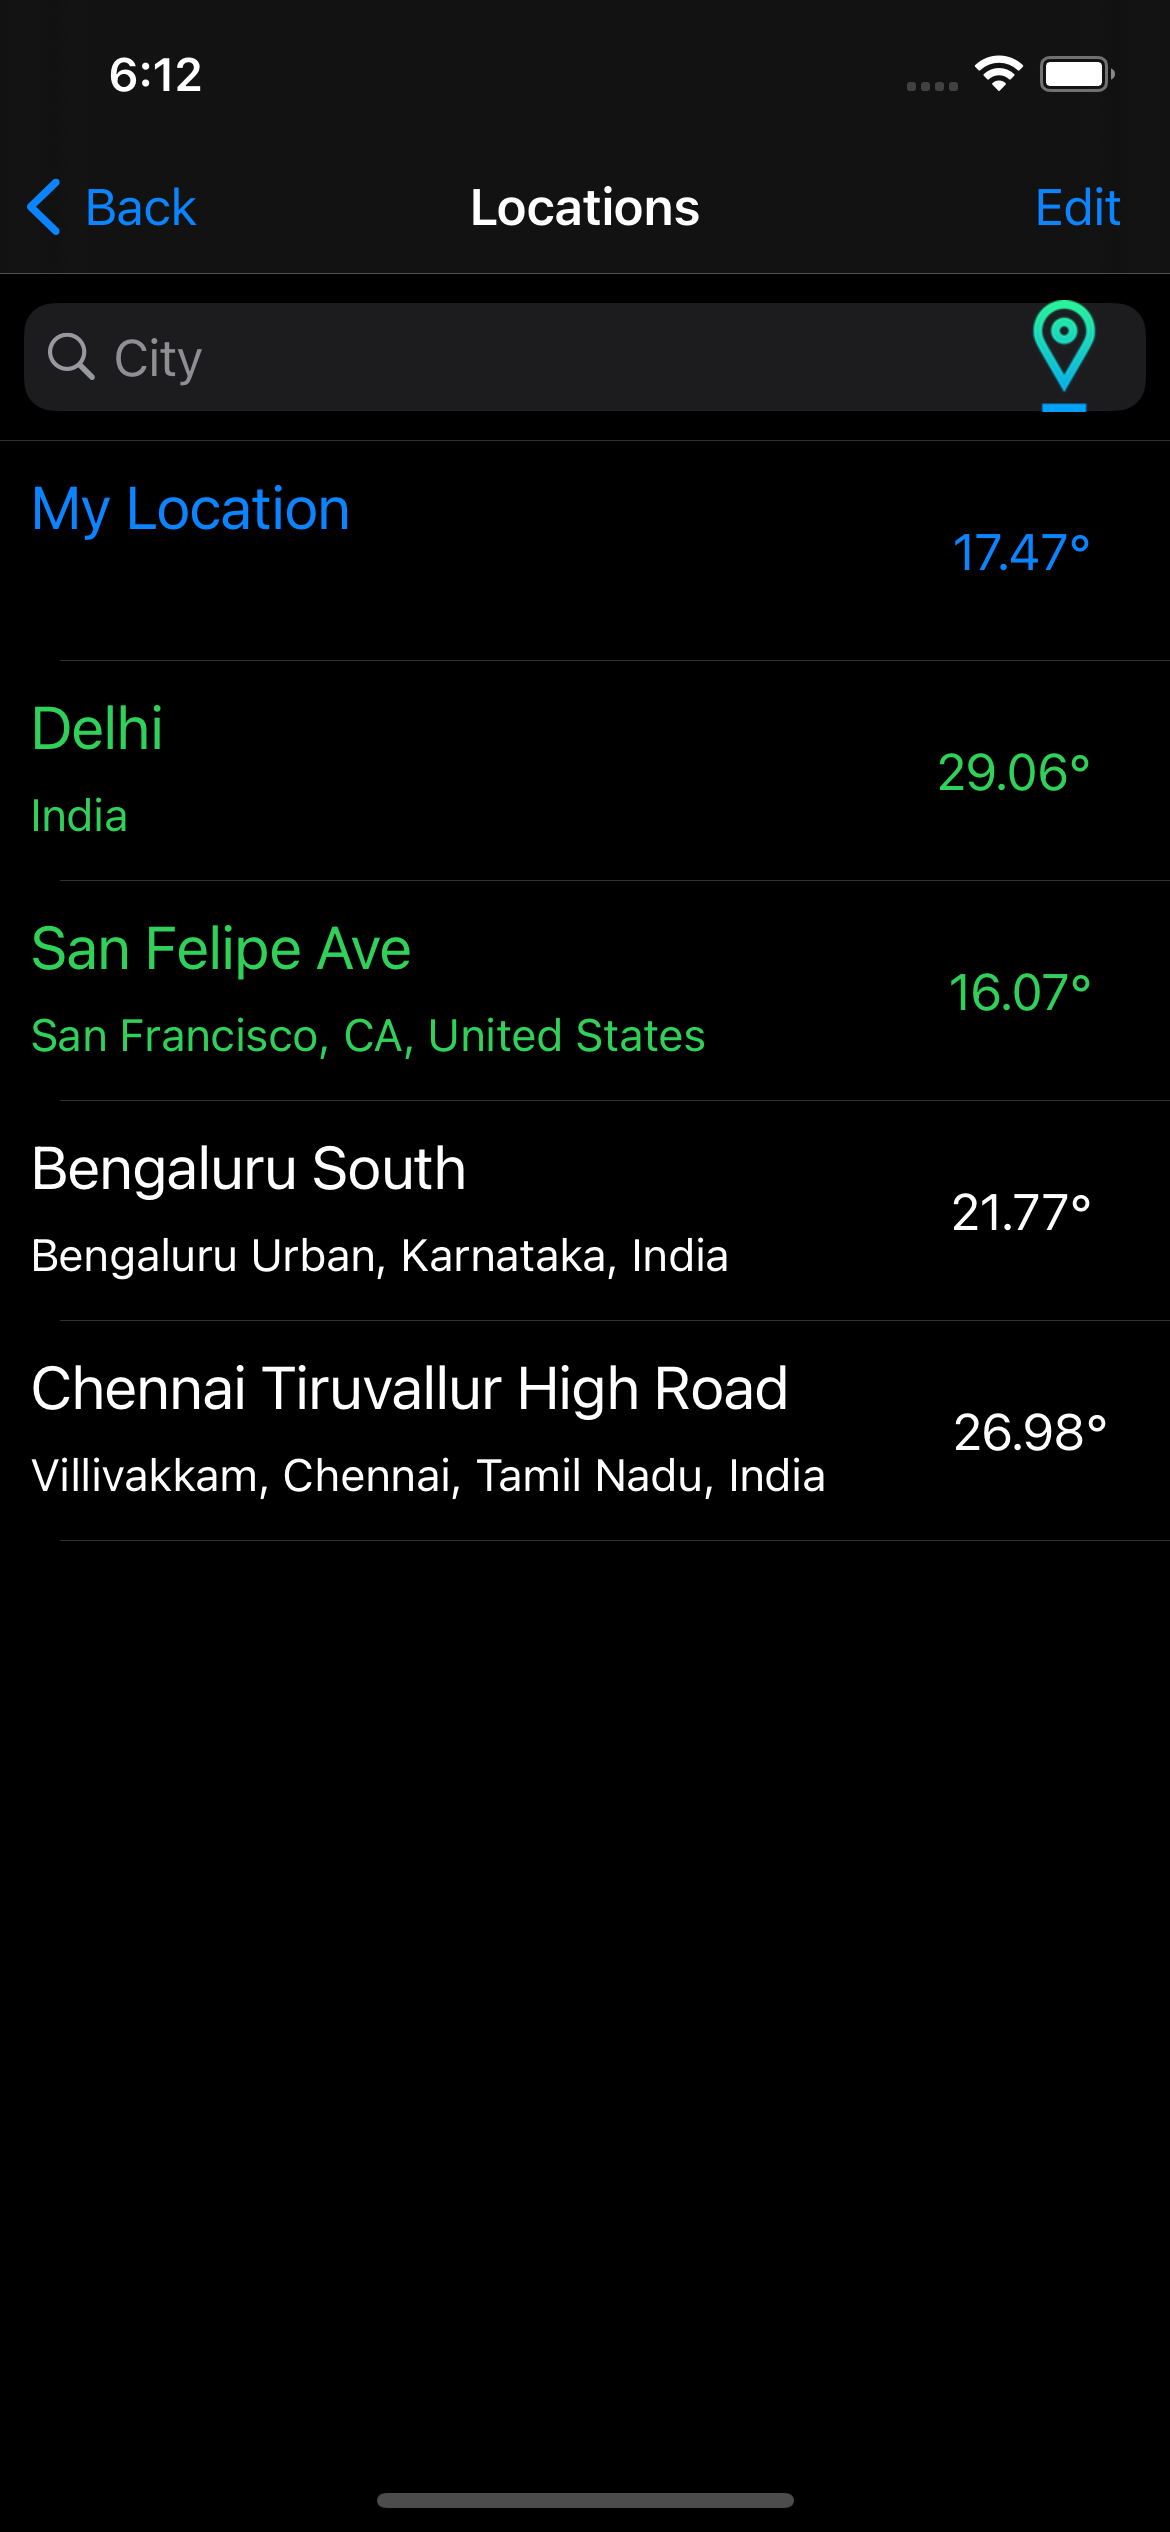 6:12
Back
Locations
Edit
City
My Location
17.47°
Delhi
29.06°
India
San Felipe Ave
16.07°
San Francisco, CA, United States
Bengaluru South
21.77°
Bengaluru Urban, Karnataka, India
Chennai Tiruvallur High Road
26.98°
Villivakkam, Chennai, Tamil Nadu, India